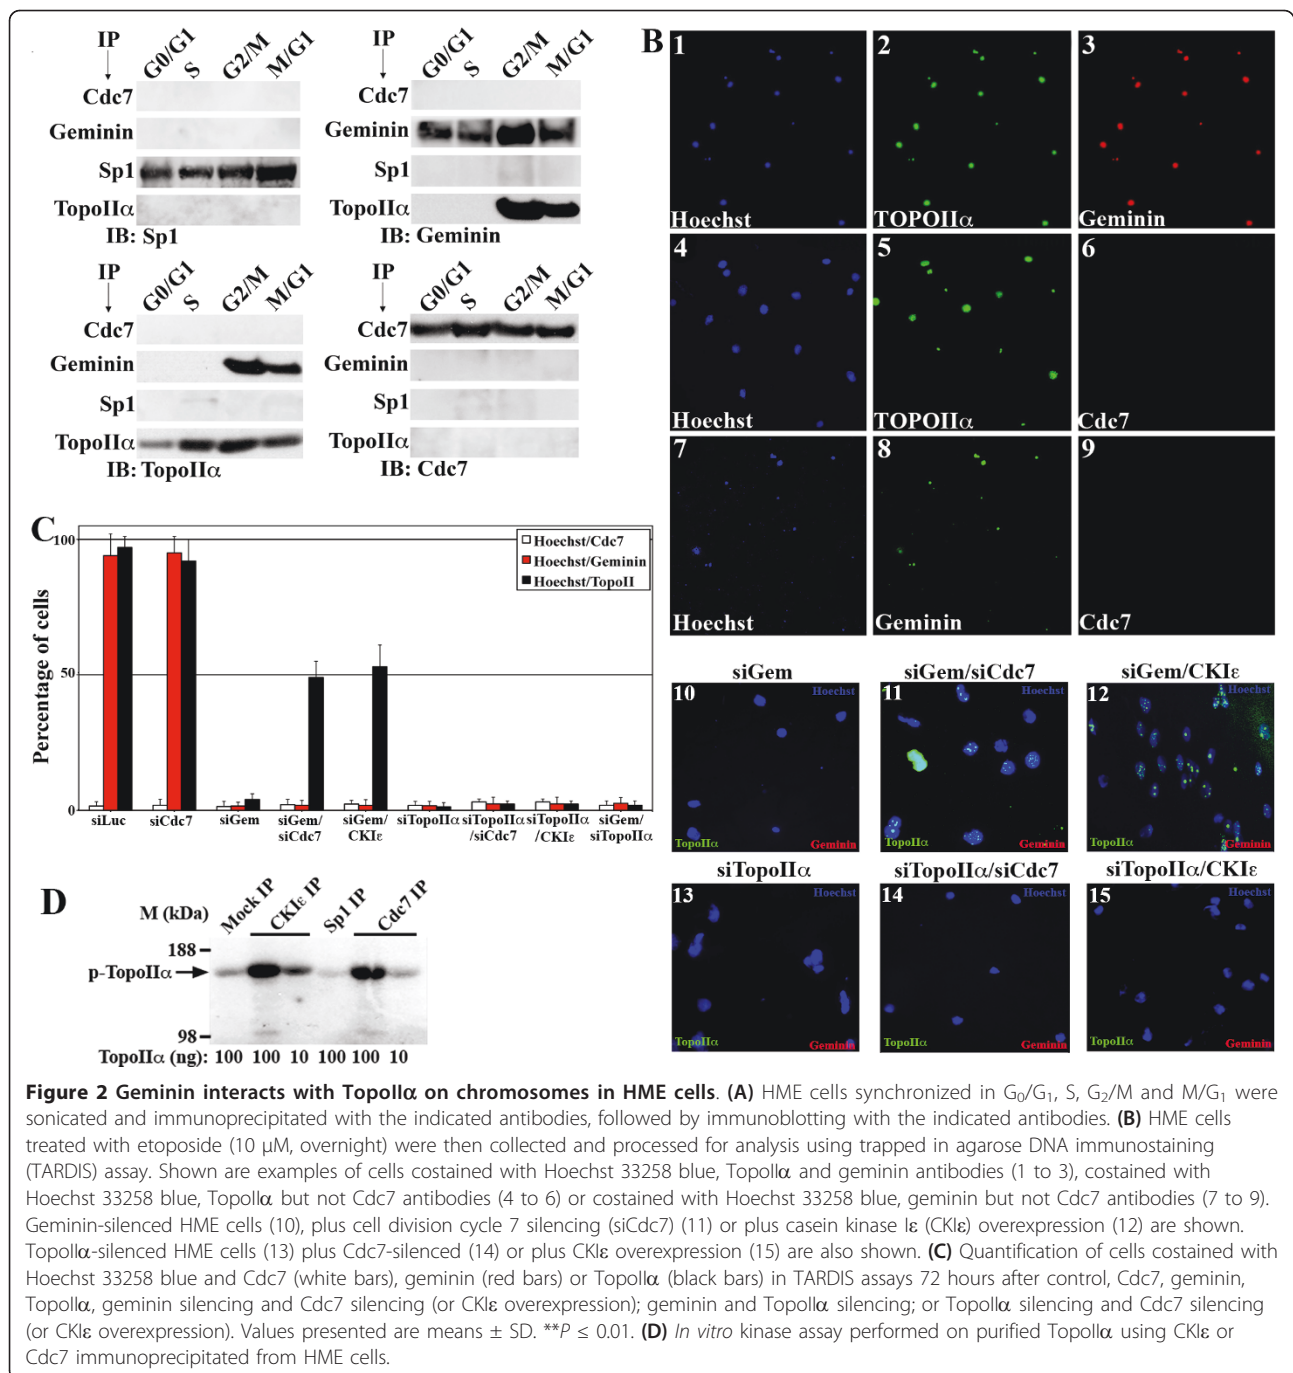 IP
G0/G1 S G2/M M/G1
Cdc7
Geminin
Sp1
TopoIIα
IB: Sp1
IP
G0/G1 S G2/M M/G1
Cdc7
Geminin
Sp1
TopoIIα
IB: Geminin
IP
G0/G1 S G2/M M/G1
Cdc7
Geminin
Sp1
TopoIIα
IB: TopoIIα
IP
G0/G1 S G2/M M/G1
Cdc7
Geminin
Sp1
TopoIIα
IB: Cdc7
B
1 2 3
Hoechst TOPOIIα Geminin
4 5 6
Hoechst TOPOIIα Cdc7
7 8 9
Hoechst Geminin Cdc7
siGem siGem/siCdc7 siGem/CKIε
10 Hoechst 11 Hoechst 12 Hoechst
TopoIIα Geminin TopoIIα Geminin TopoIIα Geminin
siTopoIIα siTopoIIα/siCdc7 siTopoIIα/CKIε
13 Hoechst 14 Hoechst 15 Hoechst
TopoIIα Geminin TopoIIα Geminin TopoIIα Geminin
C
Percentage of cells
100
50
0
Hoechst/Cdc7
Hoechst/Geminin
Hoechst/TopoII
siLuc siCdc7 siGem siGem/ siGem/ siTopoIIα siTopoIIα siTopoIIα siGem/
siCdc7 CKIε /siCdc7 /CKIε siTopoIIα
D
M (kDa) Mock IP CKIε IP Sp1 IP Cdc7 IP
188
p-TopoIIα
98
TopoIIα (ng): 100 100 10 100 100 10
Figure 2 Geminin interacts with TopoIIα on chromosomes in HME cells. (A) HME cells synchronized in G0/G1, S, G2/M and M/G1 were
sonicated and immunoprecipitated with the indicated antibodies, followed by immunoblotting with the indicated antibodies. (B) HME cells
treated with etoposide (10 μM, overnight) were then collected and processed for analysis using trapped in agarose DNA immunostaining
(TARDIS) assay. Shown are examples of cells costained with Hoechst 33258 blue, TopoIIα and geminin antibodies (1 to 3), costained with
Hoechst 33258 blue, TopoIIα but not Cdc7 antibodies (4 to 6) or costained with Hoechst 33258 blue, geminin but not Cdc7 antibodies (7 to 9).
Geminin-silenced HME cells (10), plus cell division cycle 7 silencing (siCdc7) (11) or plus casein kinase Iε (CKIε) overexpression (12) are shown.
TopoIIα-silenced HME cells (13) plus Cdc7-silenced (14) or plus CKIε overexpression (15) are also shown. (C) Quantification of cells costained with
Hoechst 33258 blue and Cdc7 (white bars), geminin (red bars) or TopoIIα (black bars) in TARDIS assays 72 hours after control, Cdc7, geminin,
TopoIIα, geminin silencing and Cdc7 silencing (or CKIε overexpression); geminin and TopoIIα silencing; or TopoIIα silencing and Cdc7 silencing
(or CKIε overexpression). Values presented are means ± SD. **P ≤ 0.01. (D) In vitro kinase assay performed on purified TopoIIα using CKIε or
Cdc7 immunoprecipitated from HME cells.